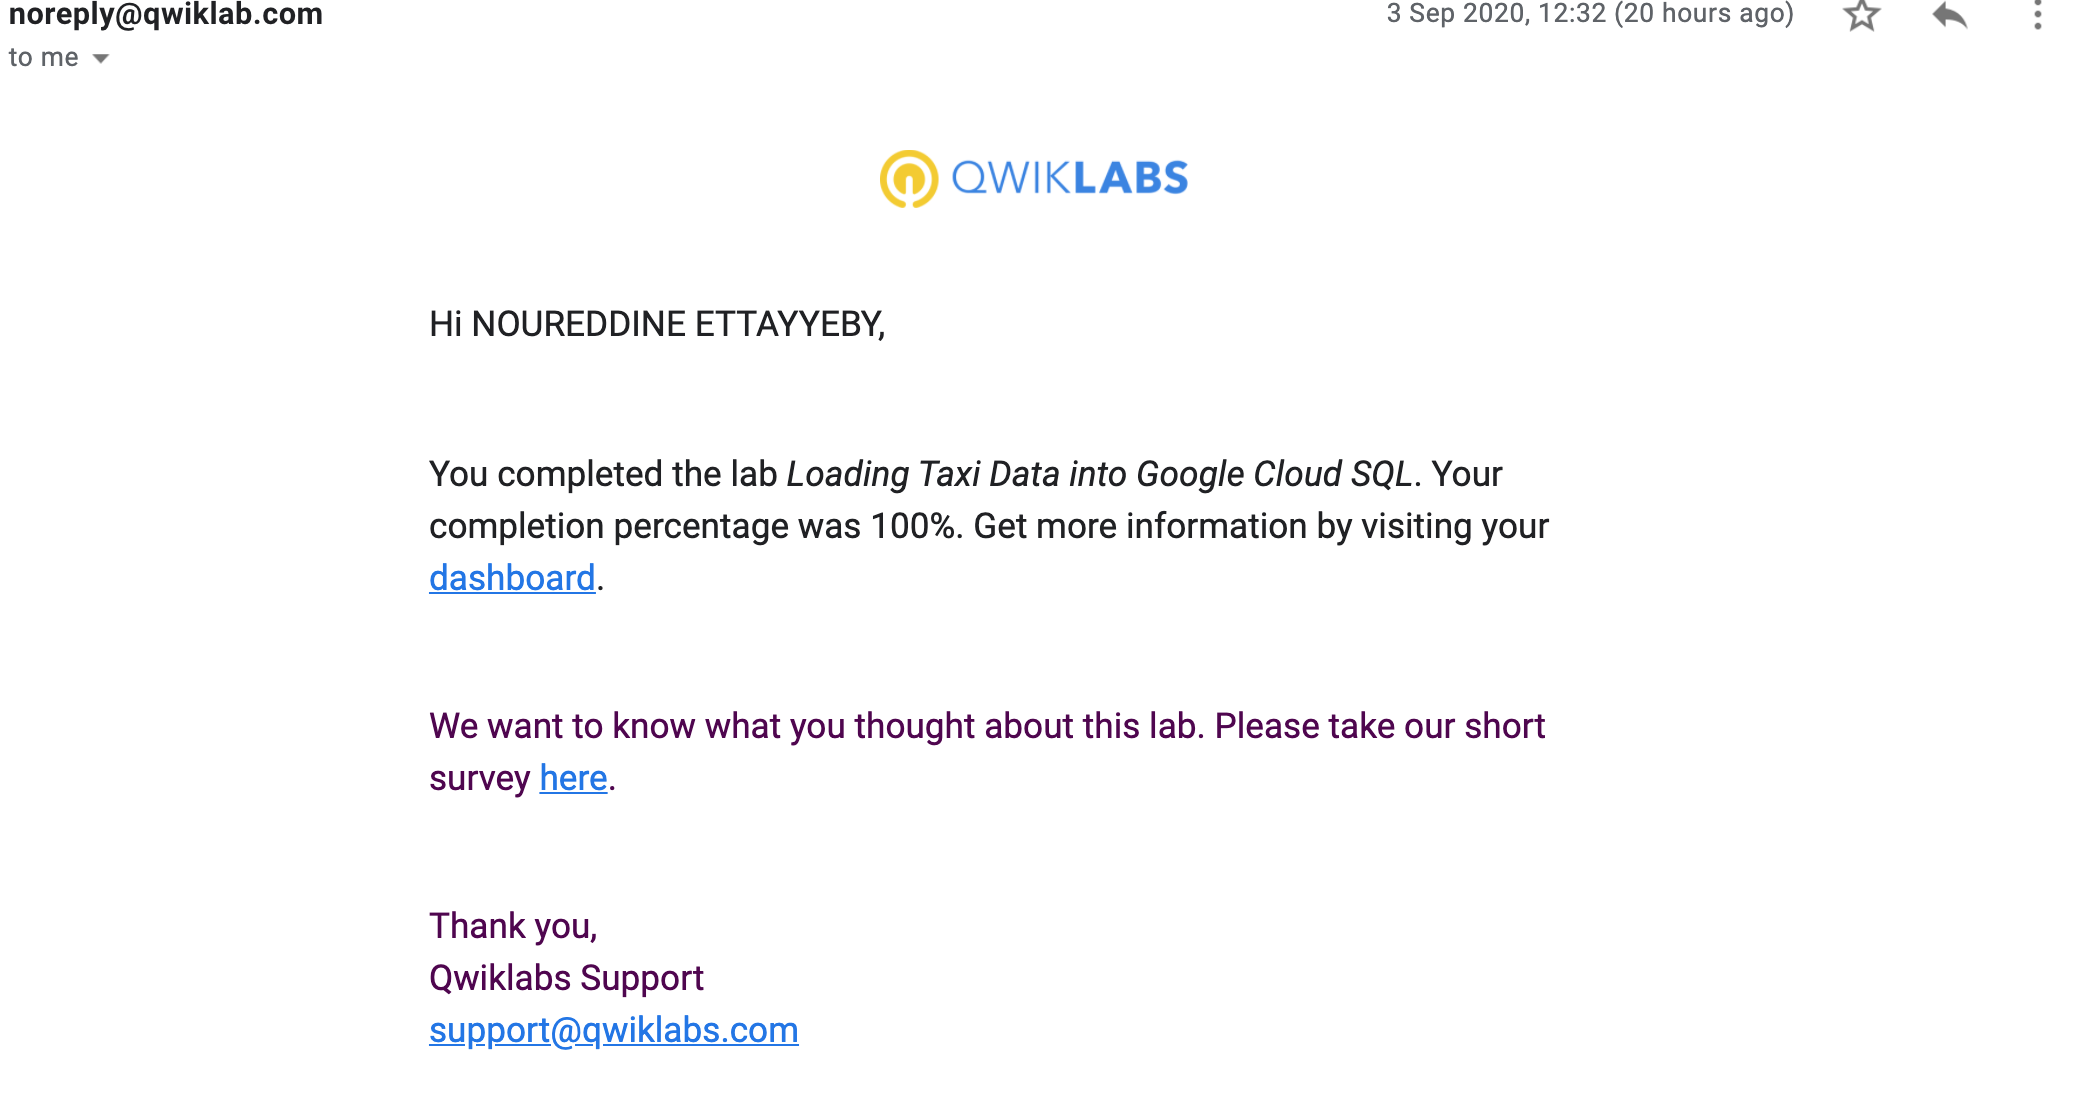 noreply@qwiklab.com
3 Sep 2020, 12:32 (20 hours ago)
to me
QWIKLABS
Hi NOUREDDINE ETTAYYEBY,
You completed the lab Loading Taxi Data into Google Cloud SQL. Your
completion percentage was 100%. Get more information by visiting your
dashboard.
We want to know what you thought about this lab. Please take our short
survey here.
Thank you,
Qwiklabs Support
support@qwiklabs.com